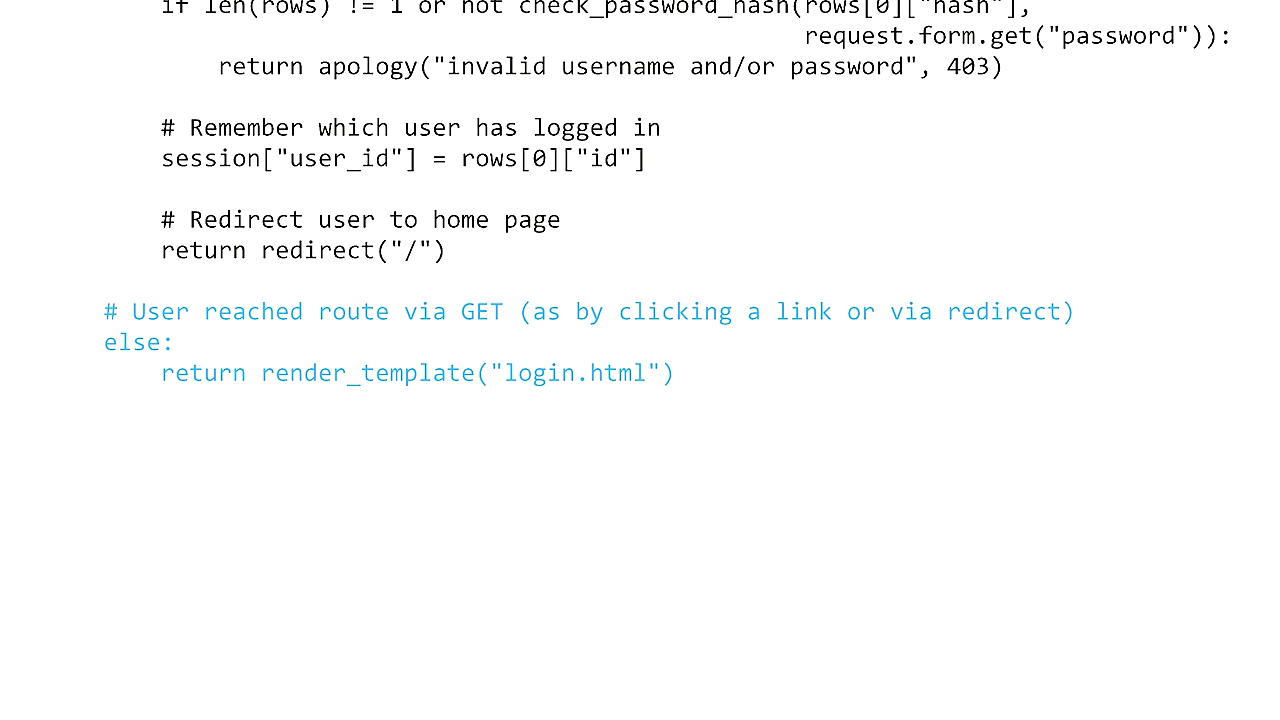 if len(rows) != 1 or not check_password_hash(rows[0]["hash"],
request.form.get("password")):
return apology("invalid username and/or password", 403)
# Remember which user has logged in
session["user_id"] = rows[0]["id"]
# Redirect user to home page
return redirect("/")
# User reached route via GET (as by clicking a link or via redirect)
else:
return render_template("login.html")